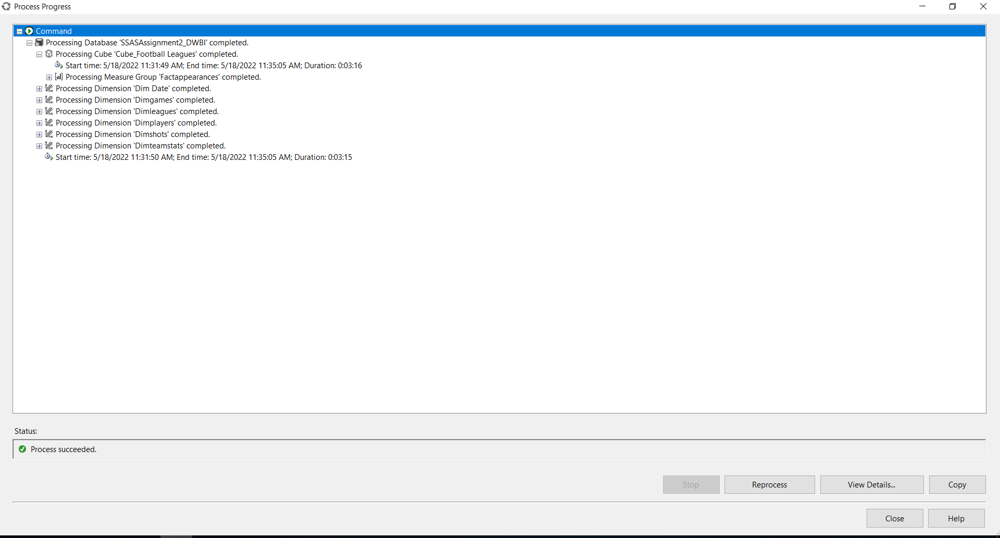 Process Progress
Command
Processing Database 'SSASAssignment2_DWBI' completed.
Processing Cube 'Cube_Football Leagues' completed.
Start time: 5/18/2022 11:31:49 AM; End time: 5/18/2022 11:35:05 AM; Duration: 0:03:16
Processing Measure Group 'Factappearances' completed.
Processing Dimension 'Dim Date' completed.
Processing Dimension 'Dimgames' completed.
Processing Dimension 'Dimleagues' completed.
Processing Dimension 'Dimplayers' completed.
Processing Dimension 'Dimshots' completed.
Processing Dimension 'Dimteamstats' completed.
Start time: 5/18/2022 11:31:50 AM; End time: 5/18/2022 11:35:05 AM; Duration: 0:03:15
Status:
Process succeeded.
Stop Reprocess View Details... Copy
Close Help